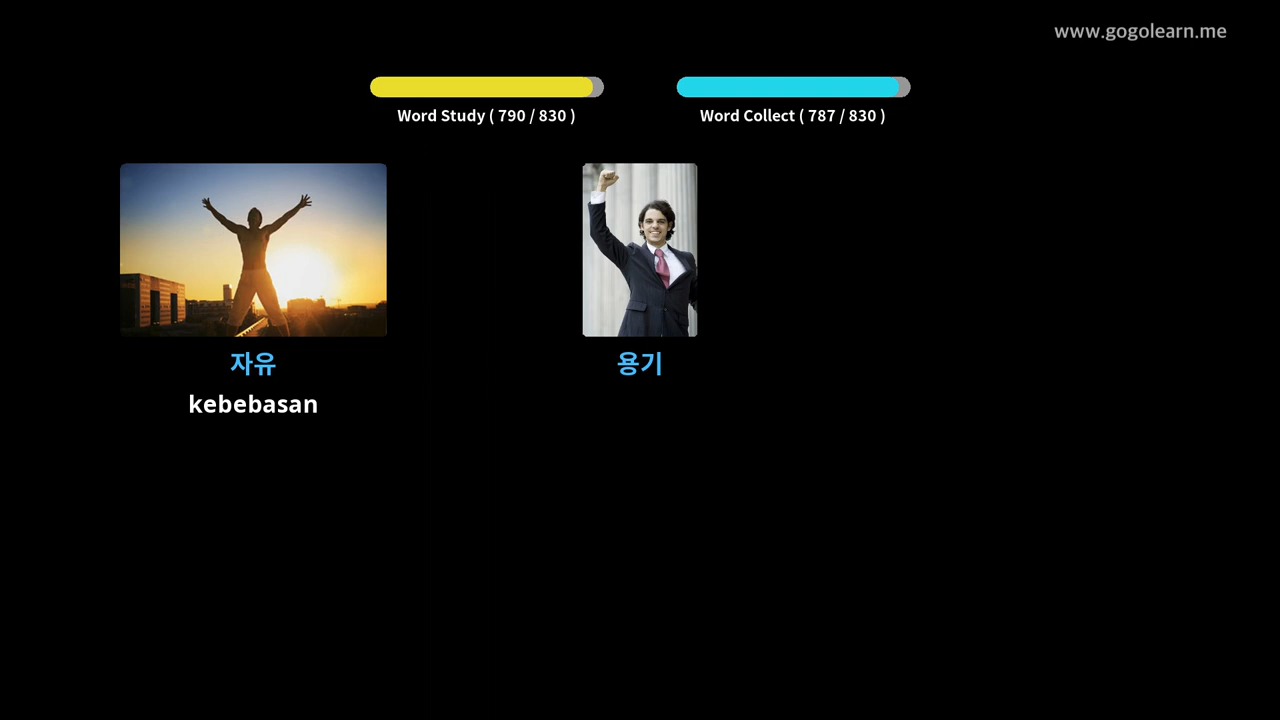 www.gogolearn.me
Word Study ( 790 / 830 )
Word Collect ( 787 / 830 )
자유
kebebasan
용기